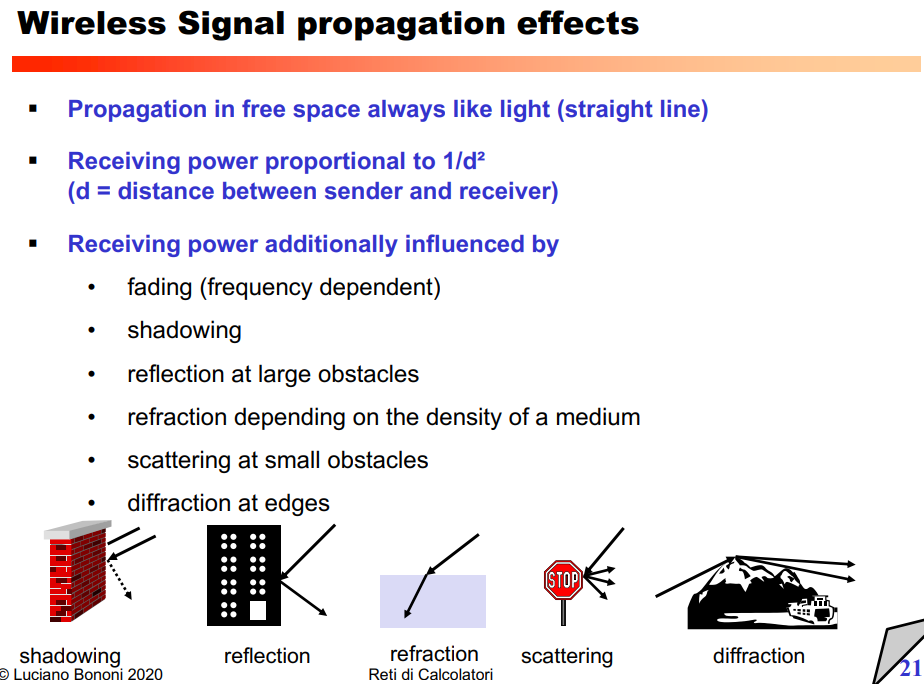 Wireless Signal propagation effects
▪ Propagation in free space always like light (straight line)
▪ Receiving power proportional to 1/d²
(d = distance between sender and receiver)
▪ Receiving power additionally influenced by
• fading (frequency dependent)
• shadowing
• reflection at large obstacles
• refraction depending on the density of a medium
• scattering at small obstacles
• diffraction at edges
STOP
shadowing reflection refraction scattering diffraction
© Luciano Bononi 2020 Reti di Calcolatori 21